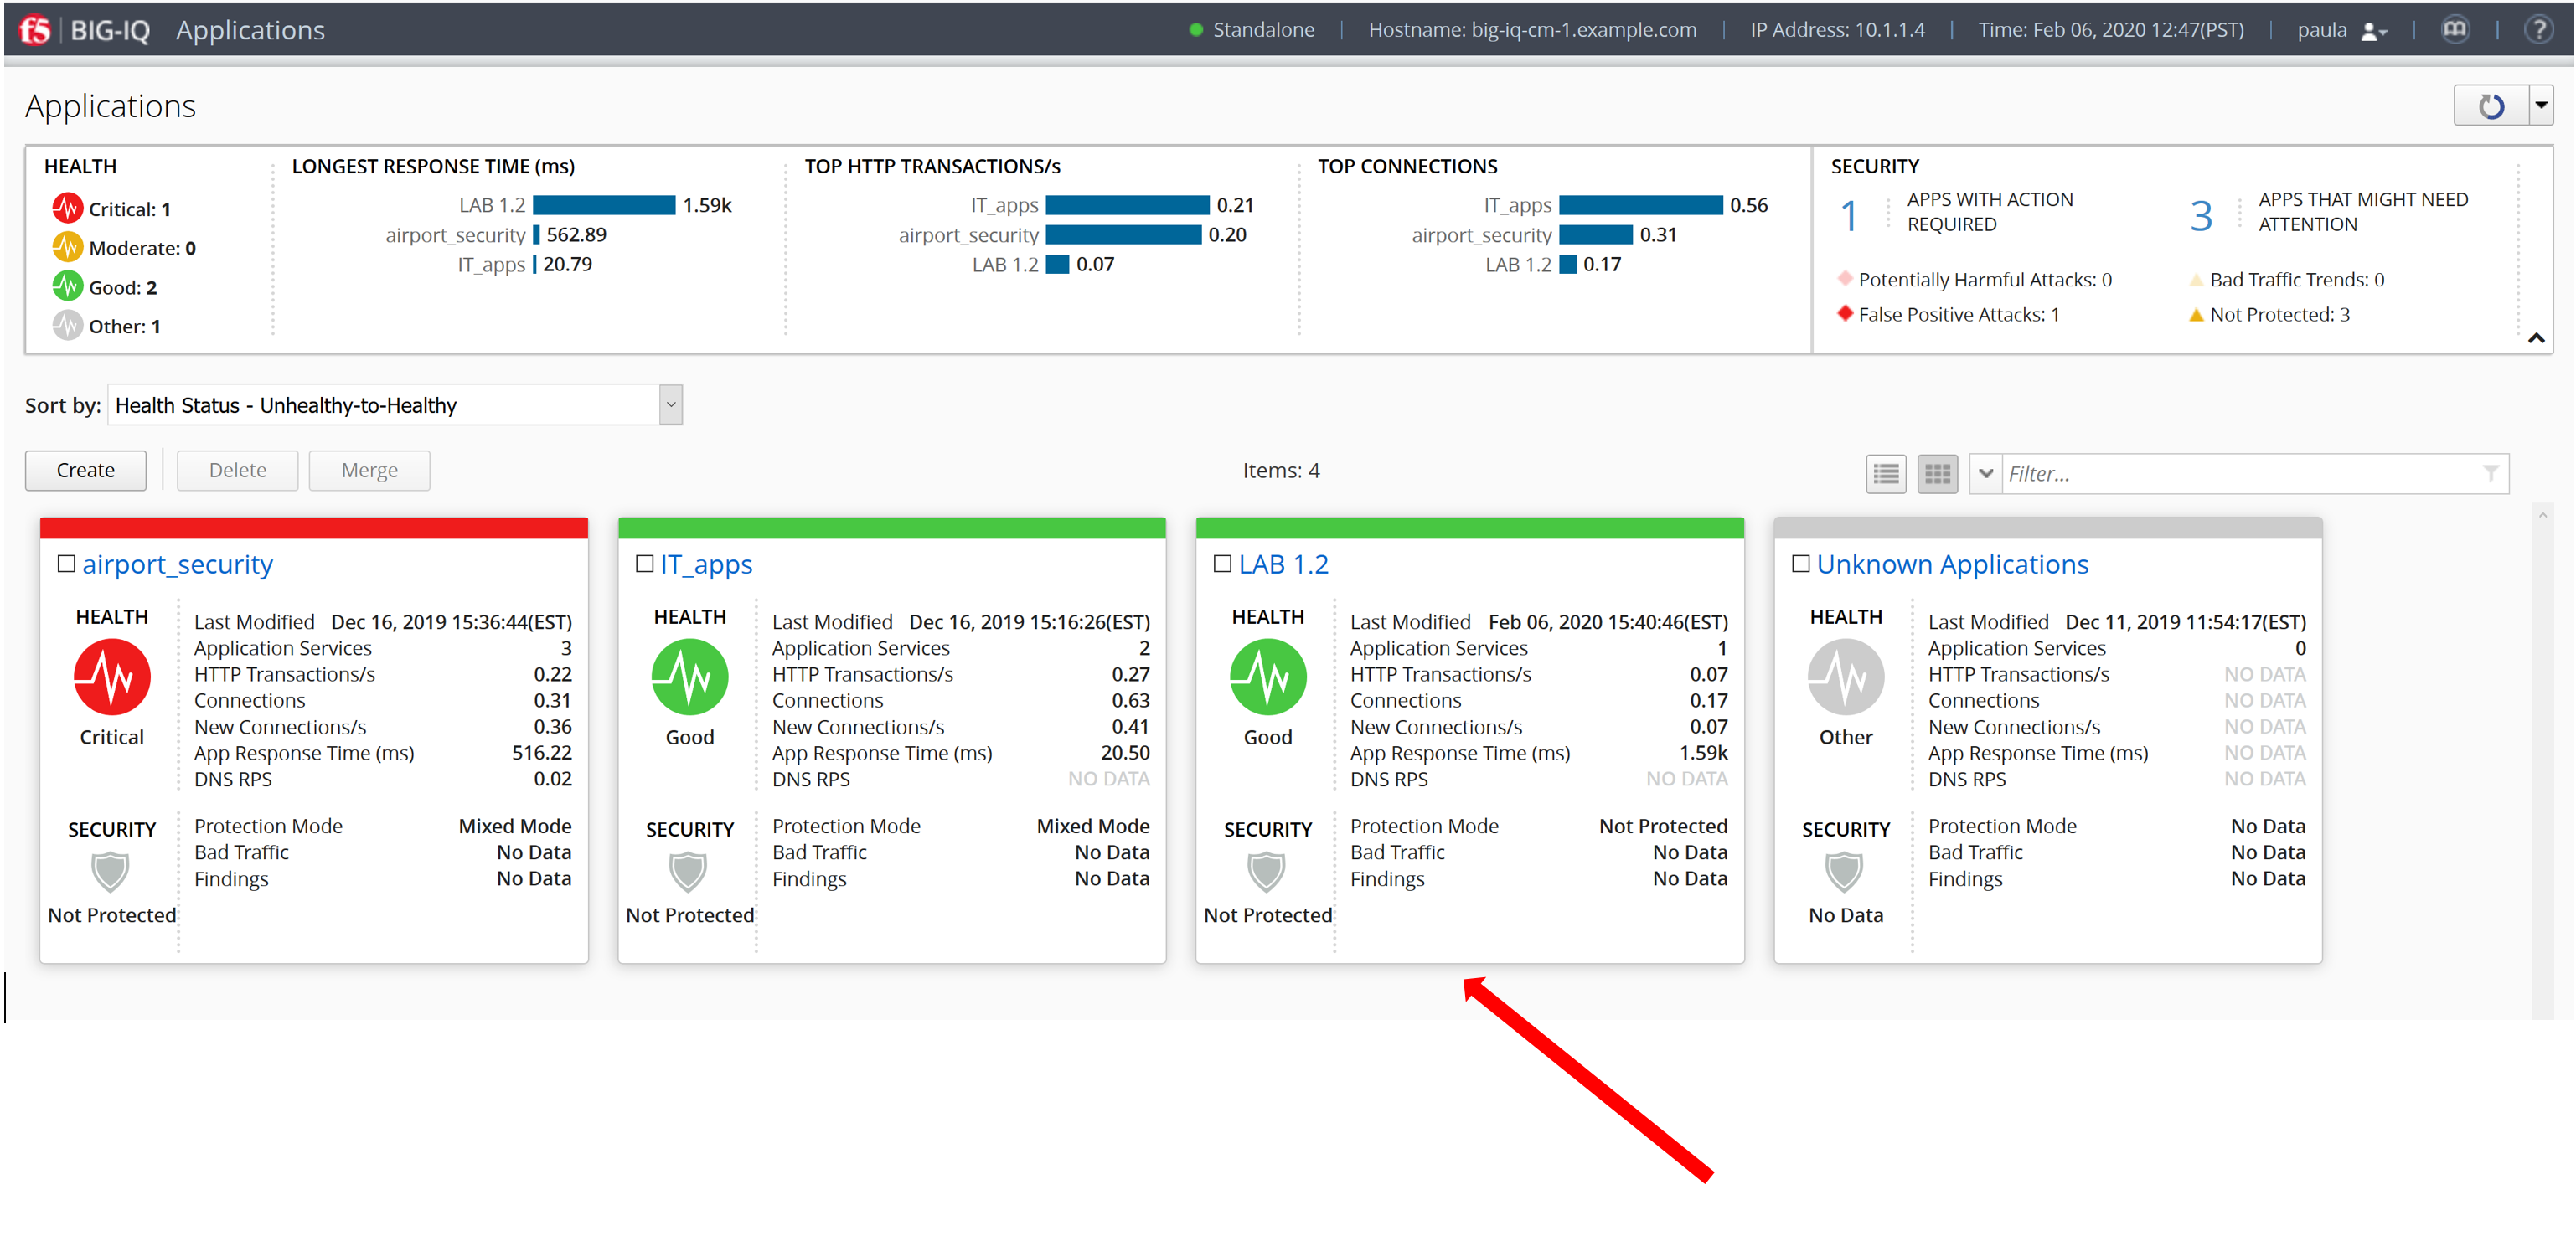 f5 BIG-IQ Applications Standalone Hostname: big-iq-cm-1.example.com IP Address: 10.1.1.4 Time: Feb 06, 2020 12:47(PST) paula ?
Applications
HEALTH
Critical: 1
Moderate: 0
Good: 2
Other: 1
LONGEST RESPONSE TIME (ms)
LAB 1.2 1.59k
airport_security 562.89
IT_apps 20.79
TOP HTTP TRANSACTIONS/s
IT_apps 0.21
airport_security 0.20
LAB 1.2 0.07
TOP CONNECTIONS
IT_apps 0.56
airport_security 0.31
LAB 1.2 0.17
SECURITY
1 APPS WITH ACTION
REQUIRED
Potentially Harmful Attacks: 0
False Positive Attacks: 1
3 APPS THAT MIGHT NEED
ATTENTION
Bad Traffic Trends: 0
Not Protected: 3
Sort by: Health Status - Unhealthy-to-Healthy
Create Delete Merge Items: 4 Filter...
airport_security
HEALTH
Critical
Last Modified Dec 16, 2019 15:36:44(EST)
Application Services 3
HTTP Transactions/s 0.22
Connections 0.31
New Connections/s 0.36
App Response Time (ms) 516.22
DNS RPS 0.02
SECURITY
Not Protected
Protection Mode Mixed Mode
Bad Traffic No Data
Findings No Data
IT_apps
HEALTH
Good
Last Modified Dec 16, 2019 15:16:26(EST)
Application Services 2
HTTP Transactions/s 0.27
Connections 0.63
New Connections/s 0.41
App Response Time (ms) 20.50
DNS RPS NO DATA
SECURITY
Not Protected
Protection Mode Mixed Mode
Bad Traffic No Data
Findings No Data
LAB 1.2
HEALTH
Good
Last Modified Feb 06, 2020 15:40:46(EST)
Application Services 1
HTTP Transactions/s 0.07
Connections 0.17
New Connections/s 0.07
App Response Time (ms) 1.59k
DNS RPS NO DATA
SECURITY
Not Protected
Protection Mode Not Protected
Bad Traffic No Data
Findings No Data
Unknown Applications
HEALTH
Other
Last Modified Dec 11, 2019 11:54:17(EST)
Application Services 0
HTTP Transactions/s NO DATA
Connections NO DATA
New Connections/s NO DATA
App Response Time (ms) NO DATA
DNS RPS NO DATA
SECURITY
No Data
Protection Mode No Data
Bad Traffic No Data
Findings No Data